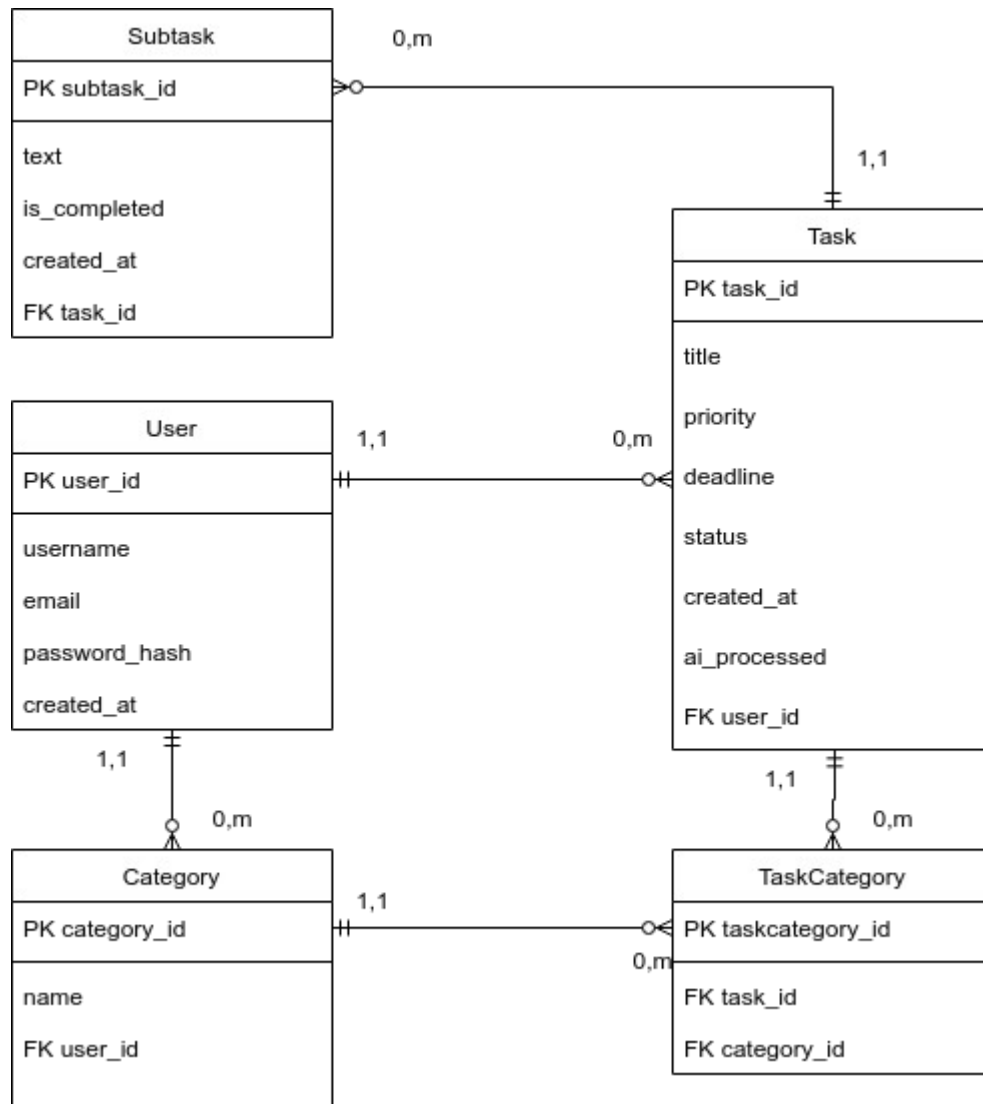 Subtask
PK subtask_id
text
is_completed
created_at
FK task_id
0,m
1,1
Task
PK task_id
title
priority
deadline
status
created_at
ai_processed
FK user_id
User
PK user_id
username
email
password_hash
created_at
1,1
0,m
1,1
0,m
1,1
0,m
Category
PK category_id
name
FK user_id
1,1
0,m
TaskCategory
PK taskcategory_id
FK task_id
FK category_id